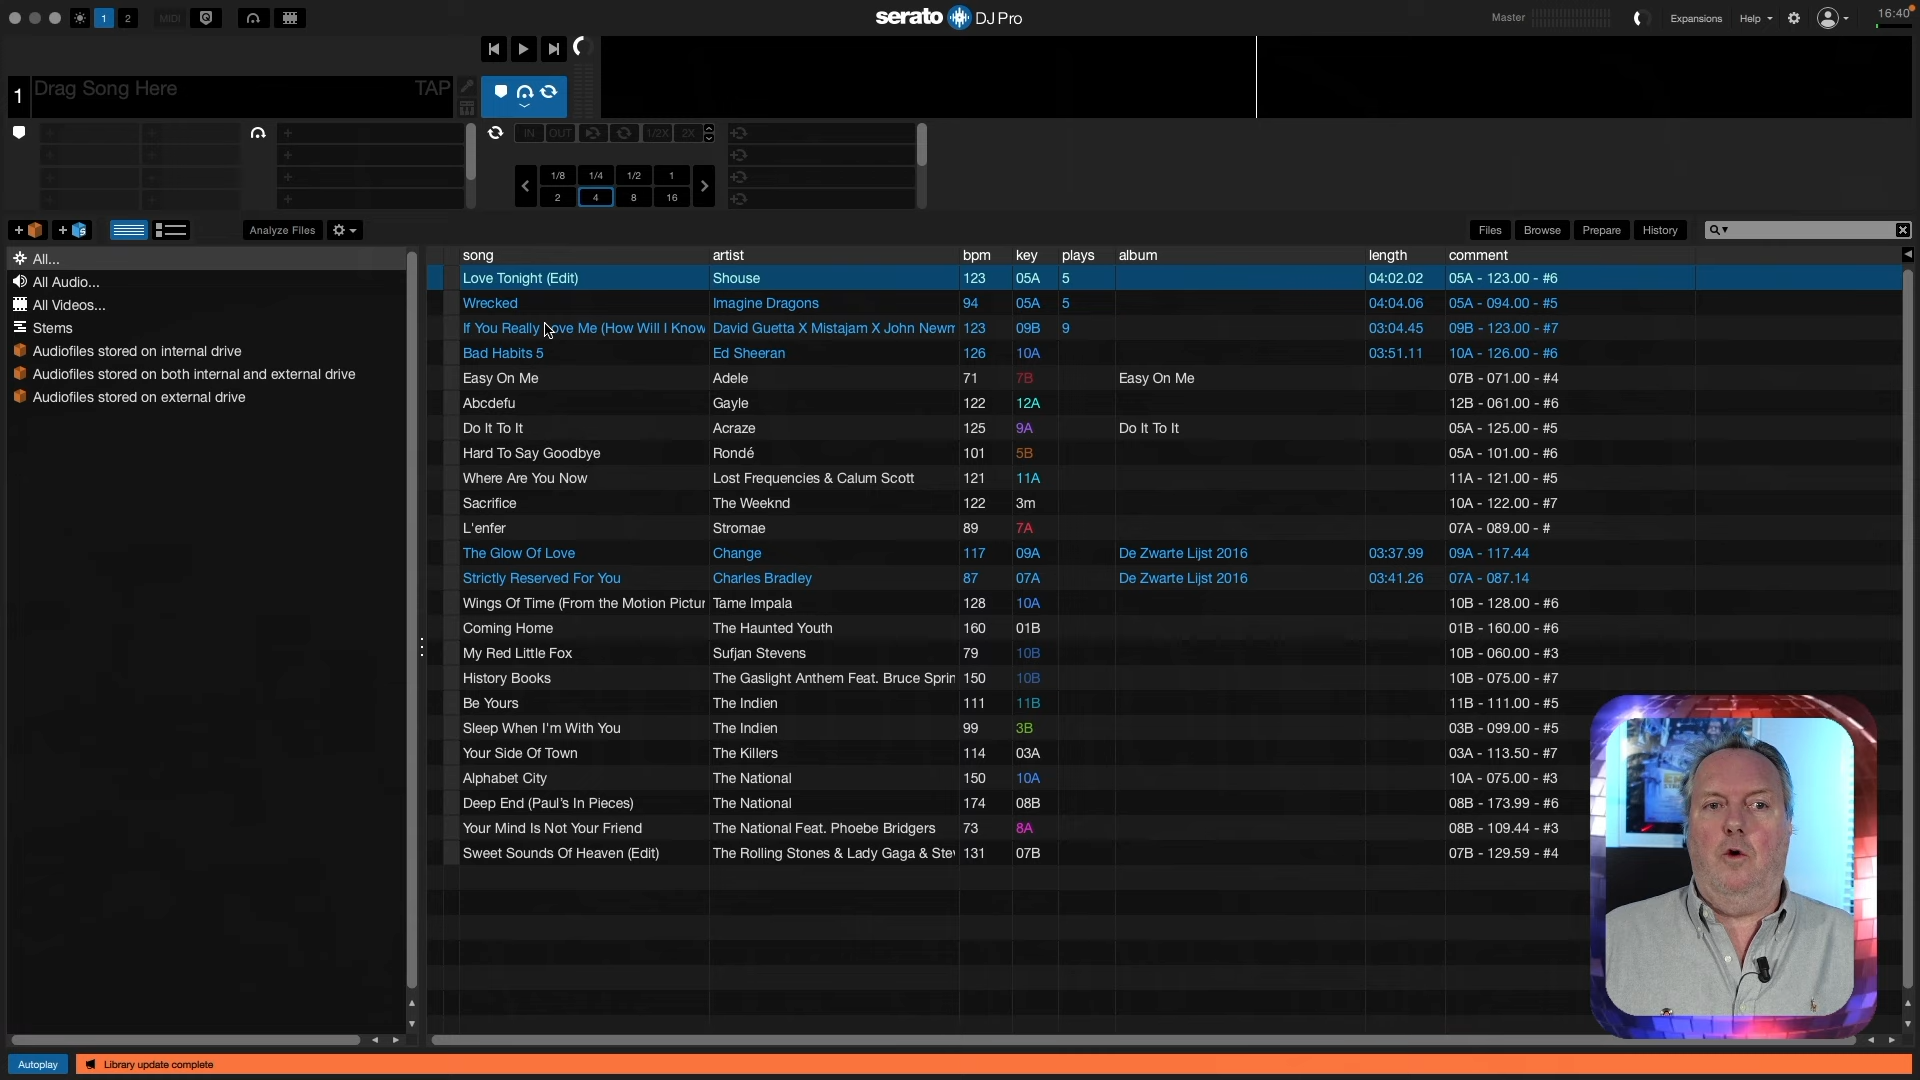 1 2 MIDI serato DJ Pro Master Expansions Help 16:40
1 Drag Song Here TAP
IN OUT 1/2X 2X
1/8 1/4 1/2 1
2 4 8 16
Analyze Files Files Browse Prepare History
All...
All Audio...
All Videos...
Stems
Audiofiles stored on internal drive
Audiofiles stored on both internal and external drive
Audiofiles stored on external drive
song artist bpm key plays album length comment
Love Tonight (Edit) Shouse 123 05A 5 04:02.02 05A - 123.00 - #6
Wrecked Imagine Dragons 94 05A 5 04:04.06 05A - 094.00 - #5
If You Really Love Me (How Will I Know David Guetta X Mistajam X John Newm 123 09B 9 03:04.45 09B - 123.00 - #7
Bad Habits 5 Ed Sheeran 126 10A 03:51.11 10A - 126.00 - #6
Easy On Me Adele 71 7B Easy On Me 07B - 071.00 - #4
Abcdefu Gayle 122 12A 12B - 061.00 - #6
Do It To It Acraze 125 9A Do It To It 05A - 125.00 - #5
Hard To Say Goodbye Rondé 101 5B 05A - 101.00 - #6
Where Are You Now Lost Frequencies & Calum Scott 121 11A 11A - 121.00 - #5
Sacrifice The Weeknd 122 3m 10A - 122.00 - #7
L'enfer Stromae 89 7A 07A - 089.00 - #
The Glow Of Love Change 117 09A De Zwarte Lijst 2016 03:37.99 09A - 117.44
Strictly Reserved For You Charles Bradley 87 07A De Zwarte Lijst 2016 03:41.26 07A - 087.14
Wings Of Time (From the Motion Pictur Tame Impala 128 10A 10B - 128.00 - #6
Coming Home The Haunted Youth 160 01B 01B - 160.00 - #6
My Red Little Fox Sufjan Stevens 79 10B 10B - 060.00 - #3
History Books The Gaslight Anthem Feat. Bruce Sprin 150 10B 10B - 075.00 - #7
Be Yours The Indien 111 11B 11B - 111.00 - #5
Sleep When I'm With You The Indien 99 3B 03B - 099.00 - #5
Your Side Of Town The Killers 114 03A 03A - 113.50 - #7
Alphabet City The National 150 10A 10A - 075.00 - #3
Deep End (Paul's In Pieces) The National 174 08B 08B - 173.99 - #6
Your Mind Is Not Your Friend The National Feat. Phoebe Bridgers 73 8A 08B - 109.44 - #3
Sweet Sounds Of Heaven (Edit) The Rolling Stones & Lady Gaga & Stev 131 07B 07B - 129.59 - #4
Autoplay Library update complete